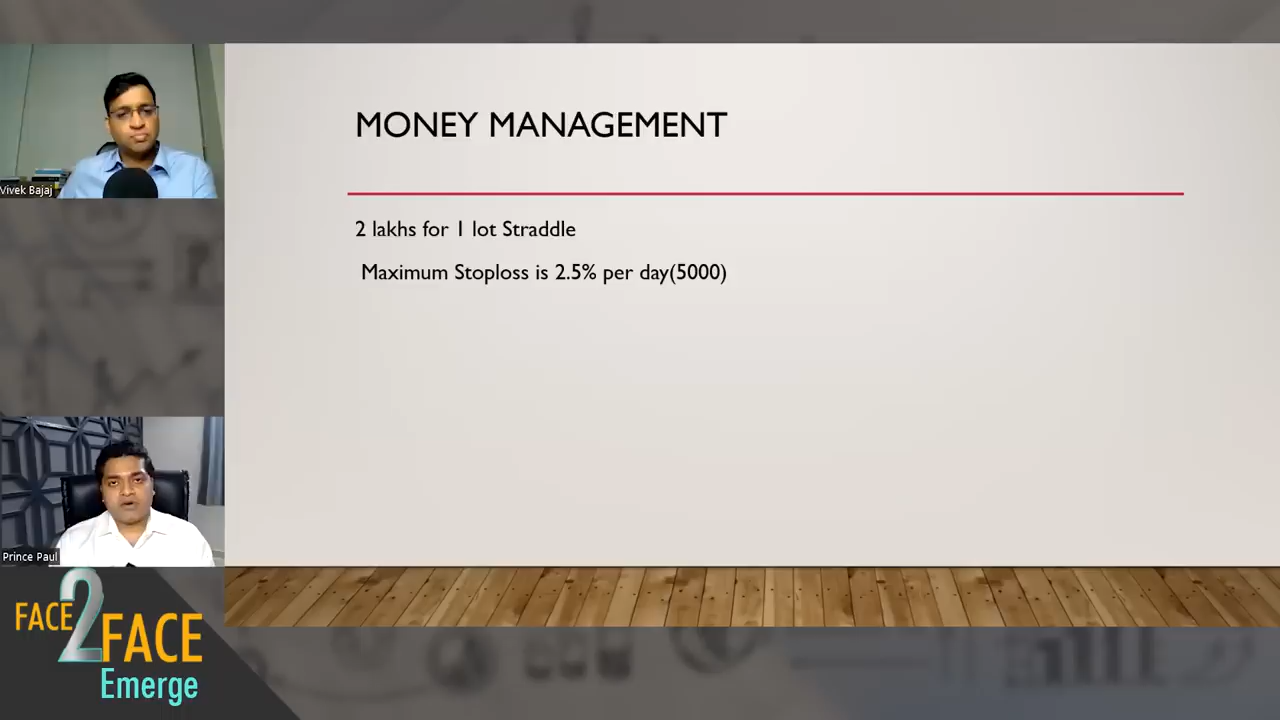 MONEY MANAGEMENT
2 lakhs for 1 lot Straddle
Maximum Stoploss is 2.5% per day(5000)
Vivek Bajaj
Prince Paul
FACE 2 FACE
Emerge